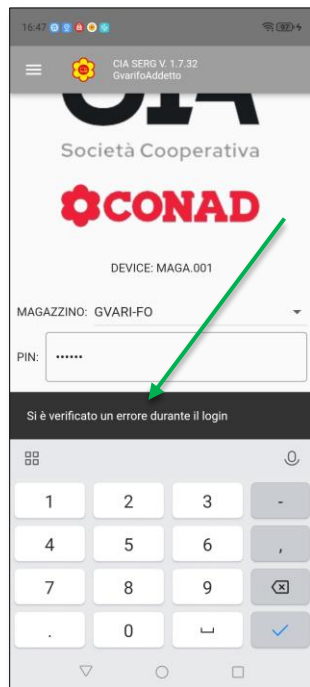 16:47
97
CIA SERG V. 1.7.32
GvarifoAddetto
CIA
Società Cooperativa
CONAD
DEVICE: MAGA.001
MAGAZZINO: GVARI-FO
PIN: ••••••
Si è verificato un errore durante il login
1 2 3 -
4 5 6 ,
7 8 9
. 0